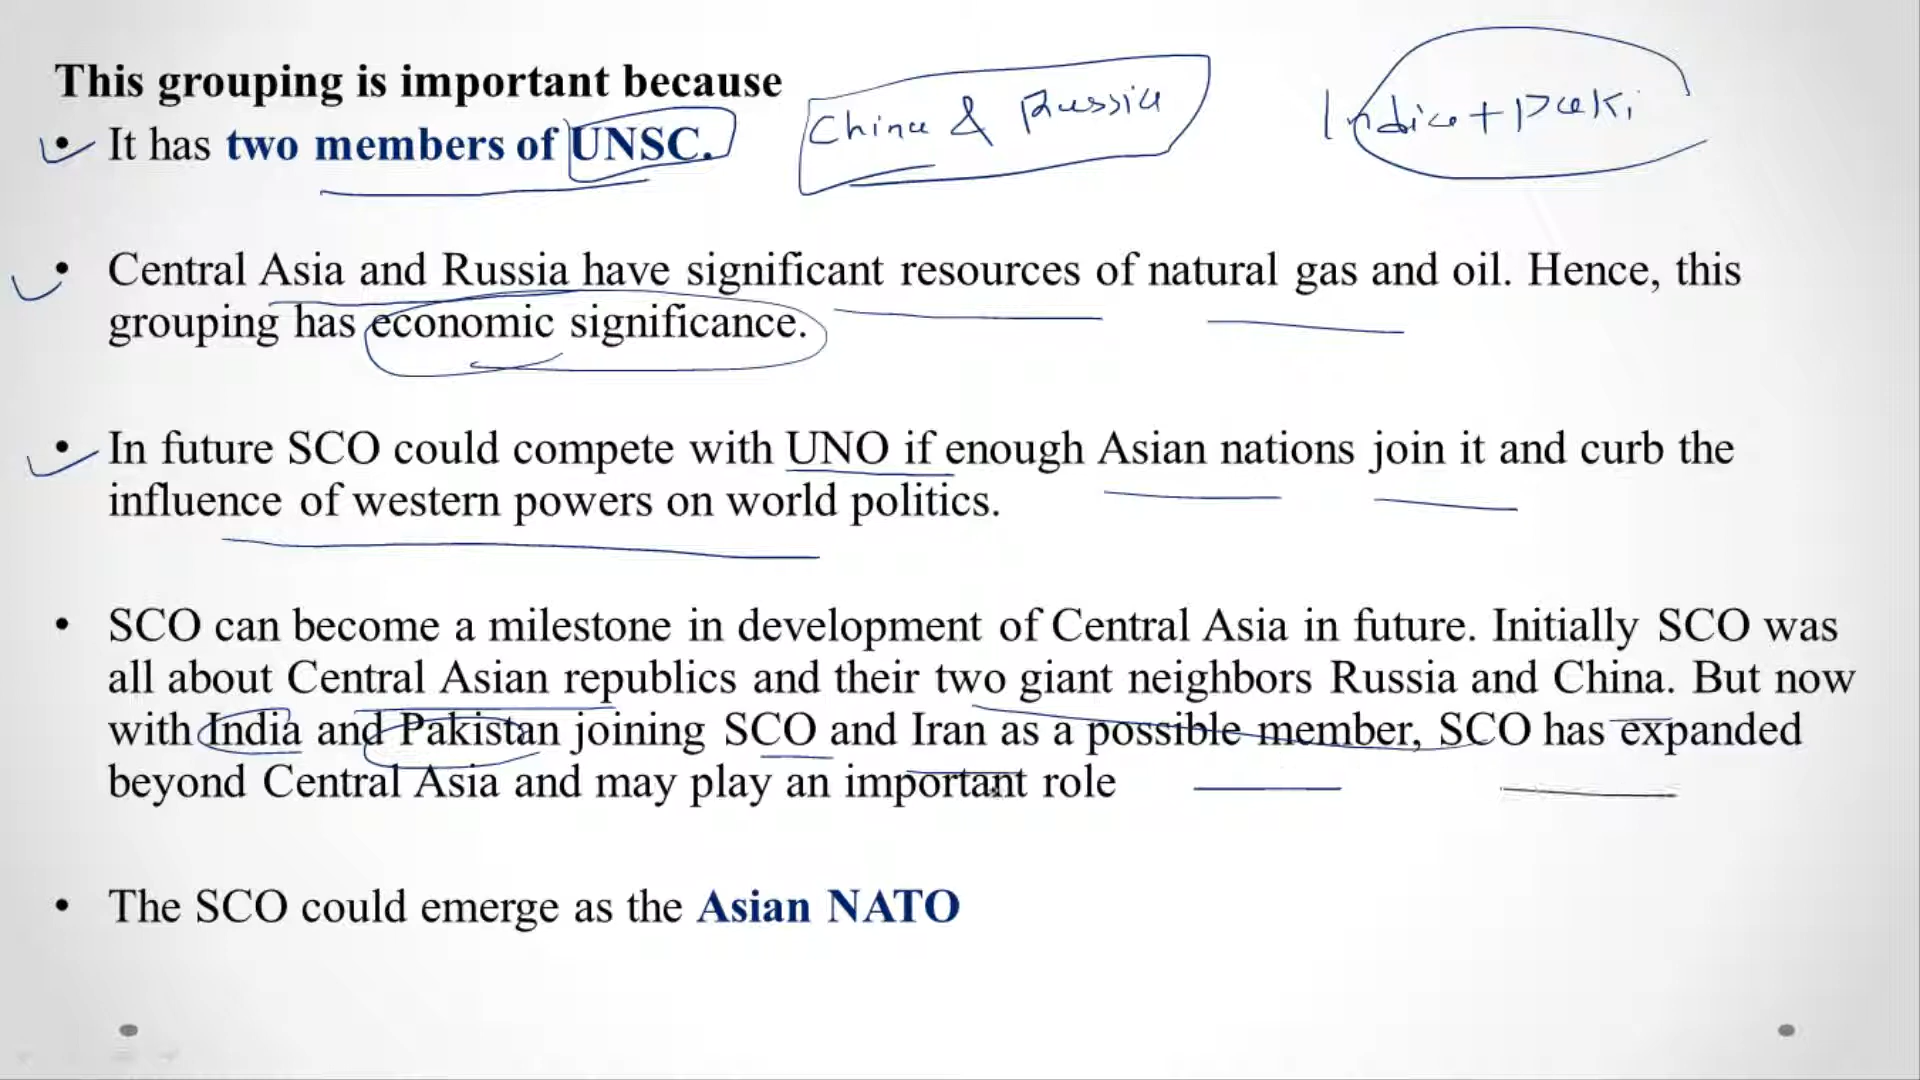 This grouping is important because
• It has two members of UNSC.
China & Russia
India + Paki
• Central Asia and Russia have significant resources of natural gas and oil. Hence, this
grouping has economic significance.
• In future SCO could compete with UNO if enough Asian nations join it and curb the
influence of western powers on world politics.
• SCO can become a milestone in development of Central Asia in future. Initially SCO was
all about Central Asian republics and their two giant neighbors Russia and China. But now
with India and Pakistan joining SCO and Iran as a possible member, SCO has expanded
beyond Central Asia and may play an important role
• The SCO could emerge as the Asian NATO